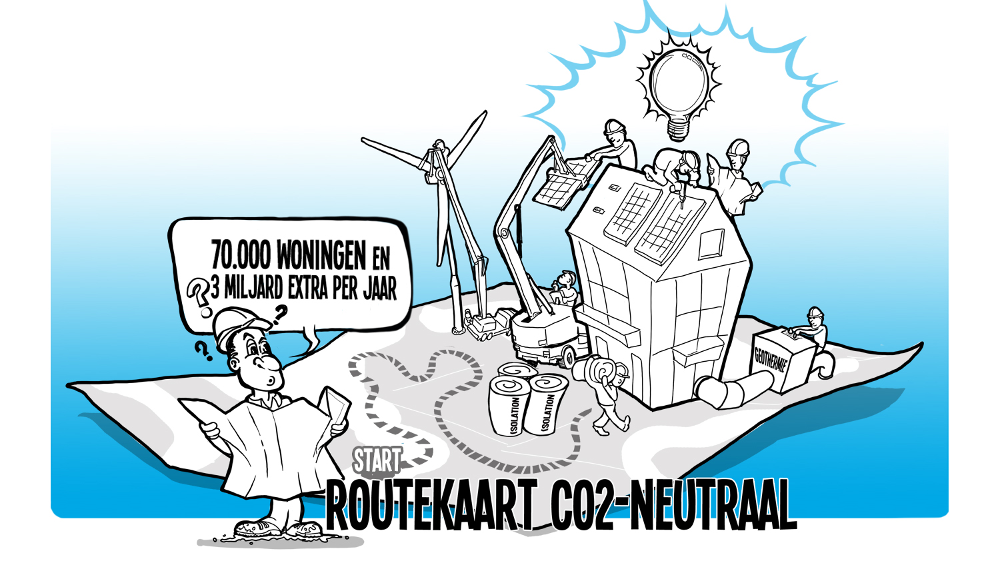 70.000 WONINGEN EN
3 MILJARD EXTRA PER JAAR
? ? ?
GEOTHERMIE
ISOLATION
ISOLATION
START
ROUTEKAART CO2-NEUTRAAL